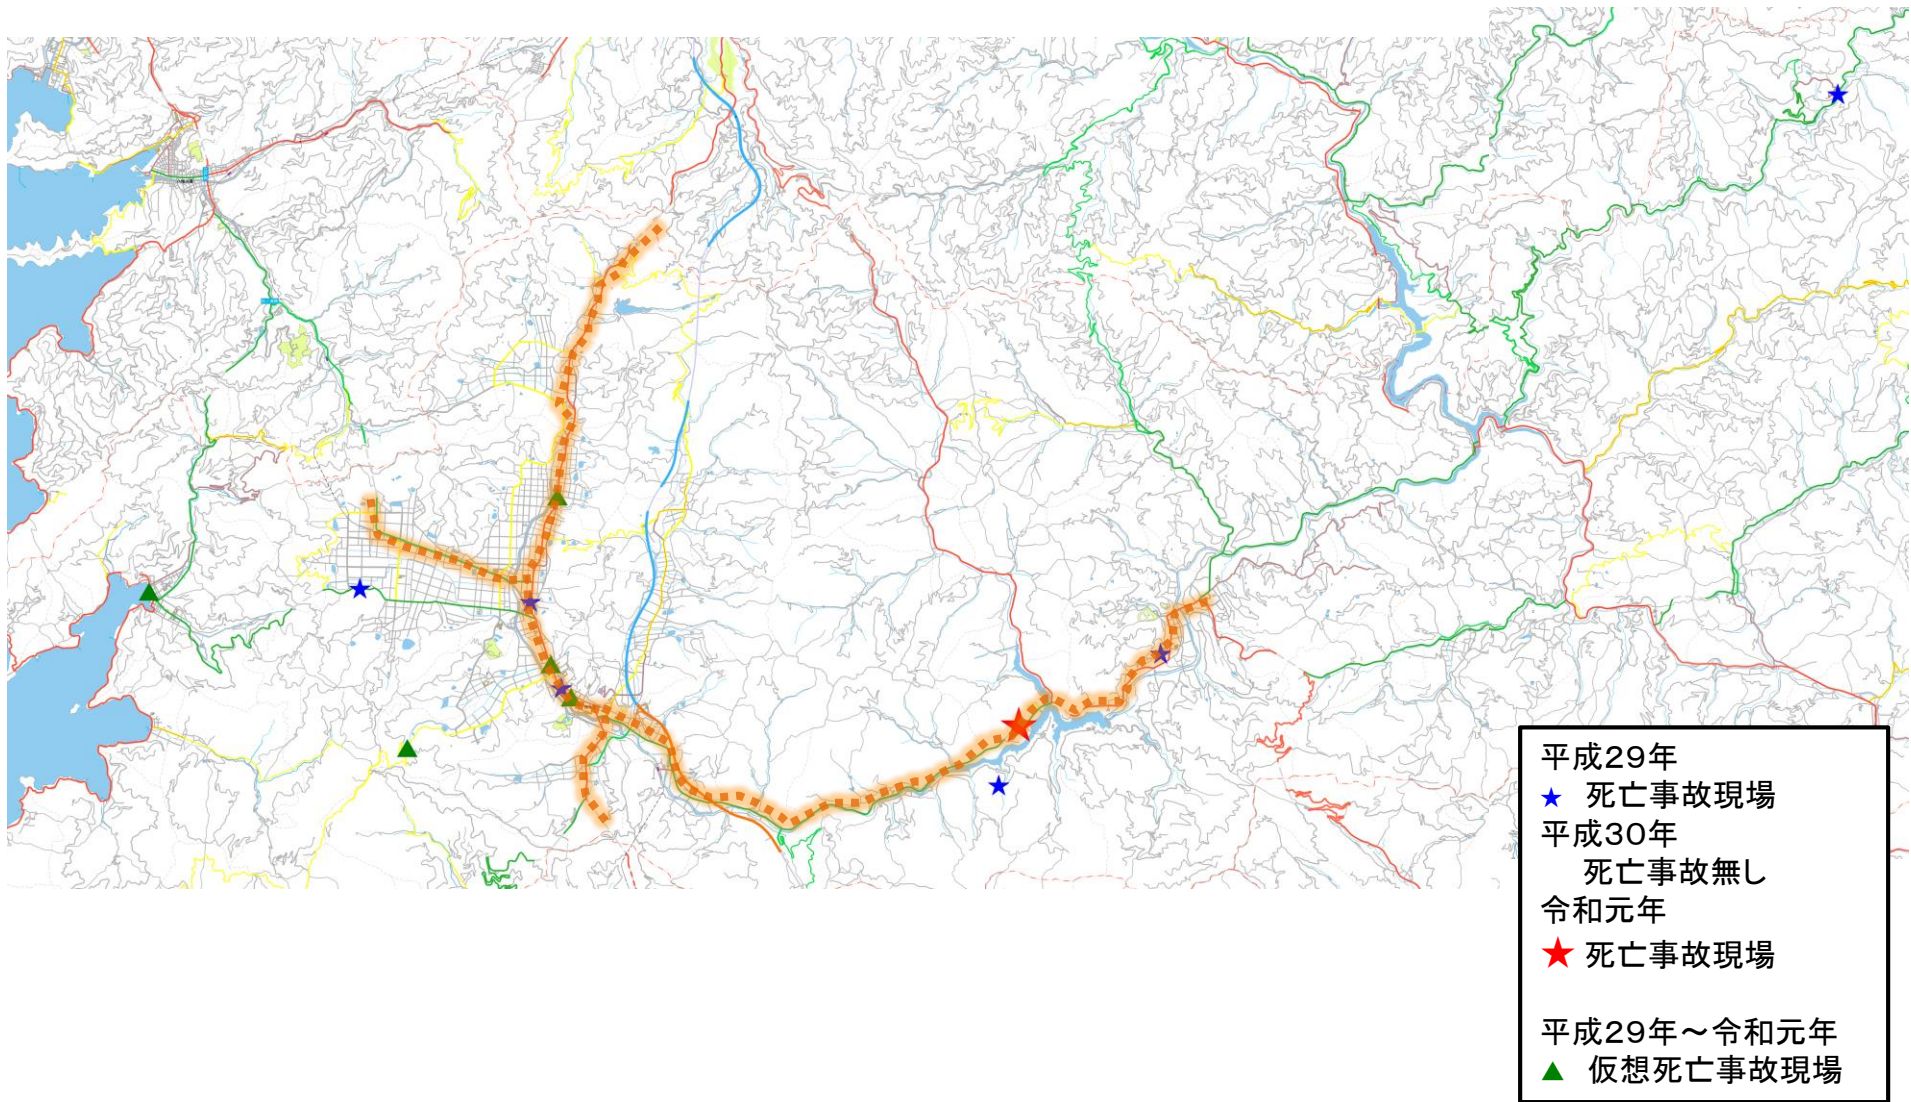 平成29年
★ 死亡事故現場
平成30年
死亡事故無し
令和元年
★ 死亡事故現場
平成29年～令和元年
▲ 仮想死亡事故現場